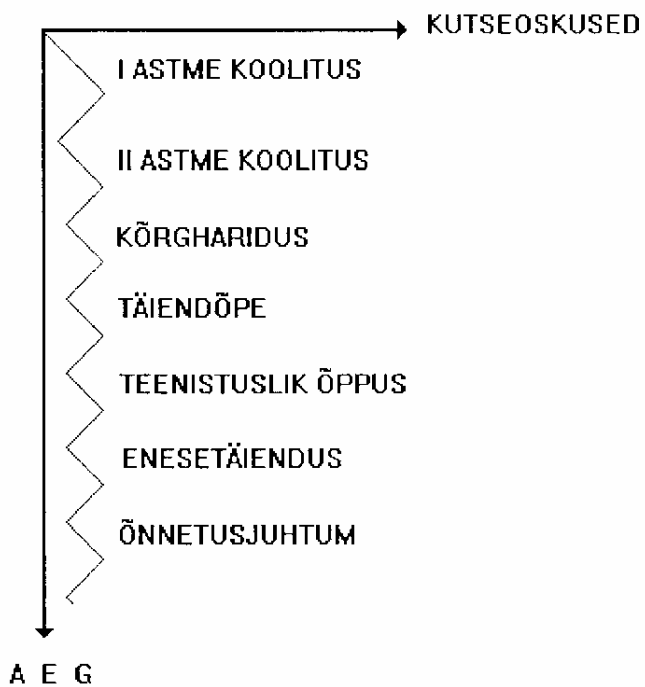 KUTSEOSKUSED
I ASTME KOOLITUS
II ASTME KOOLITUS
KÕRGHARIDUS
TÄIENDÕPE
TEENISTUSLIK ÕPPUS
ENESETÄIENDUS
ÕNNETUSJUHTUM
A E G